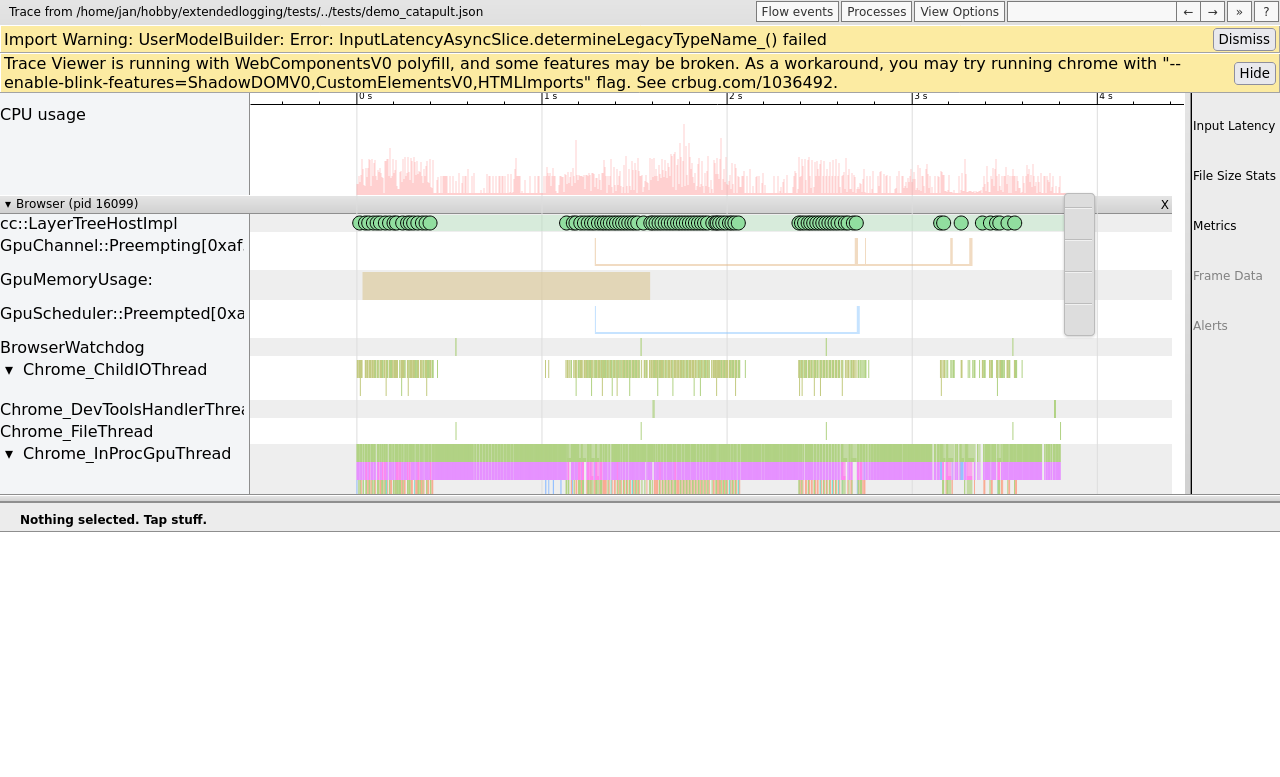 Trace from /home/jan/hobby/extendedlogging/tests/../tests/demo_catapult.json
Flow events
Processes
View Options
←
→
»
?
Import Warning: UserModelBuilder: Error: InputLatencyAsyncSlice.determineLegacyTypeName_() failed
Dismiss
Trace Viewer is running with WebComponentsV0 polyfill, and some features may be broken. As a workaround, you may try running chrome with "--
enable-blink-features=ShadowDOMV0,CustomElementsV0,HTMLImports" flag. See crbug.com/1036492.
Hide
0 s
1 s
2 s
3 s
4 s
CPU usage
Input Latency
File Size Stats
Metrics
Frame Data
Alerts
▾ Browser (pid 16099)
X
cc::LayerTreeHostImpl
GpuChannel::Preempting[0xaf
GpuMemoryUsage:
GpuScheduler::Preempted[0xa
BrowserWatchdog
▼ Chrome_ChildIOThread
Chrome_DevToolsHandlerThrea
Chrome_FileThread
▼ Chrome_InProcGpuThread
Nothing selected. Tap stuff.